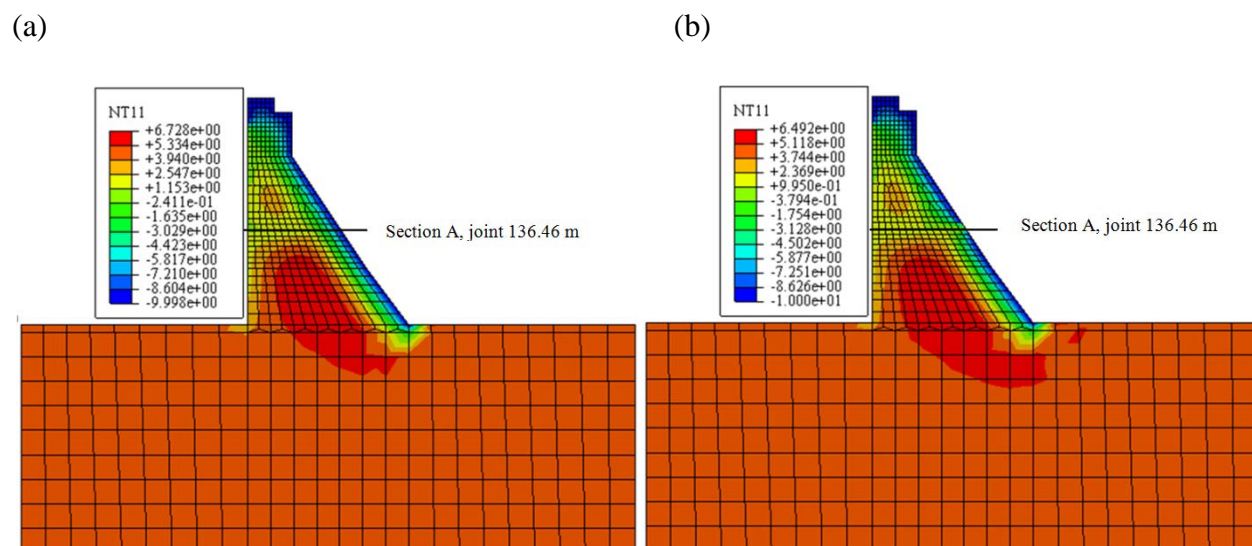 (a)
(b)
NT11
+6.728e+00
+5.334e+00
+3.940e+00
+2.547e+00
+1.153e+00
-2.411e-01
-1.635e+00
-3.029e+00
-4.423e+00
-5.817e+00
-7.210e+00
-8.604e+00
-9.998e+00
Section A, joint 136.46 m
NT11
+6.492e+00
+5.118e+00
+3.744e+00
+2.369e+00
+9.950e-01
-3.794e-01
-1.754e+00
-3.128e+00
-4.502e+00
-5.877e+00
-7.251e+00
-8.626e+00
-1.000e+01
Section A, joint 136.46 m